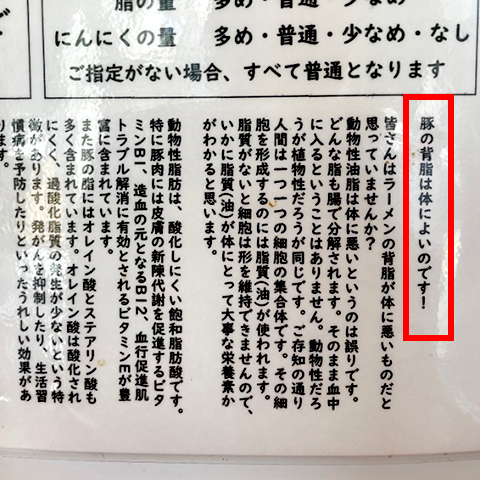 脂の量　多め・普通・少なめ
にんにくの量　多め・普通・少なめ・なし
ご指定がない場合、すべて普通となります
豚の背脂は体によいのです！
皆さんはラーメンの背脂が体に悪いものだと
思っていませんか？
動物性油脂は体に悪いというのは誤りです。
どんな脂も腸で分解されます。そのまま血中
に入るということはありません。動物性だろ
うが植物性だろうが同じです。ご存知の通り
人間は一つ一つの細胞の集合体です。その細
胞を形成するのには脂質(油)が使われます。
脂質がないと細胞は形を維持できませんので、
いかに脂質(油)が体にとって大事な栄養素か
がわかると思います。
動物性脂肪は、酸化しにくい飽和脂肪酸です。
特に豚肉には皮膚の新陳代謝を促進するビタ
ミンB1、造血の元となるB12、血行促進肌
トラブル解消に有効とされるビタミンEが豊
富に含まれています。
また豚の脂にはオレイン酸とステアリン酸も
多く含まれています。オレイン酸は酸化され
にくく、過酸化脂質の発生が少ないという特
徴があります。発がんを抑制したり、生活習
慣病を予防したりといったうれしい効果があ
ります。